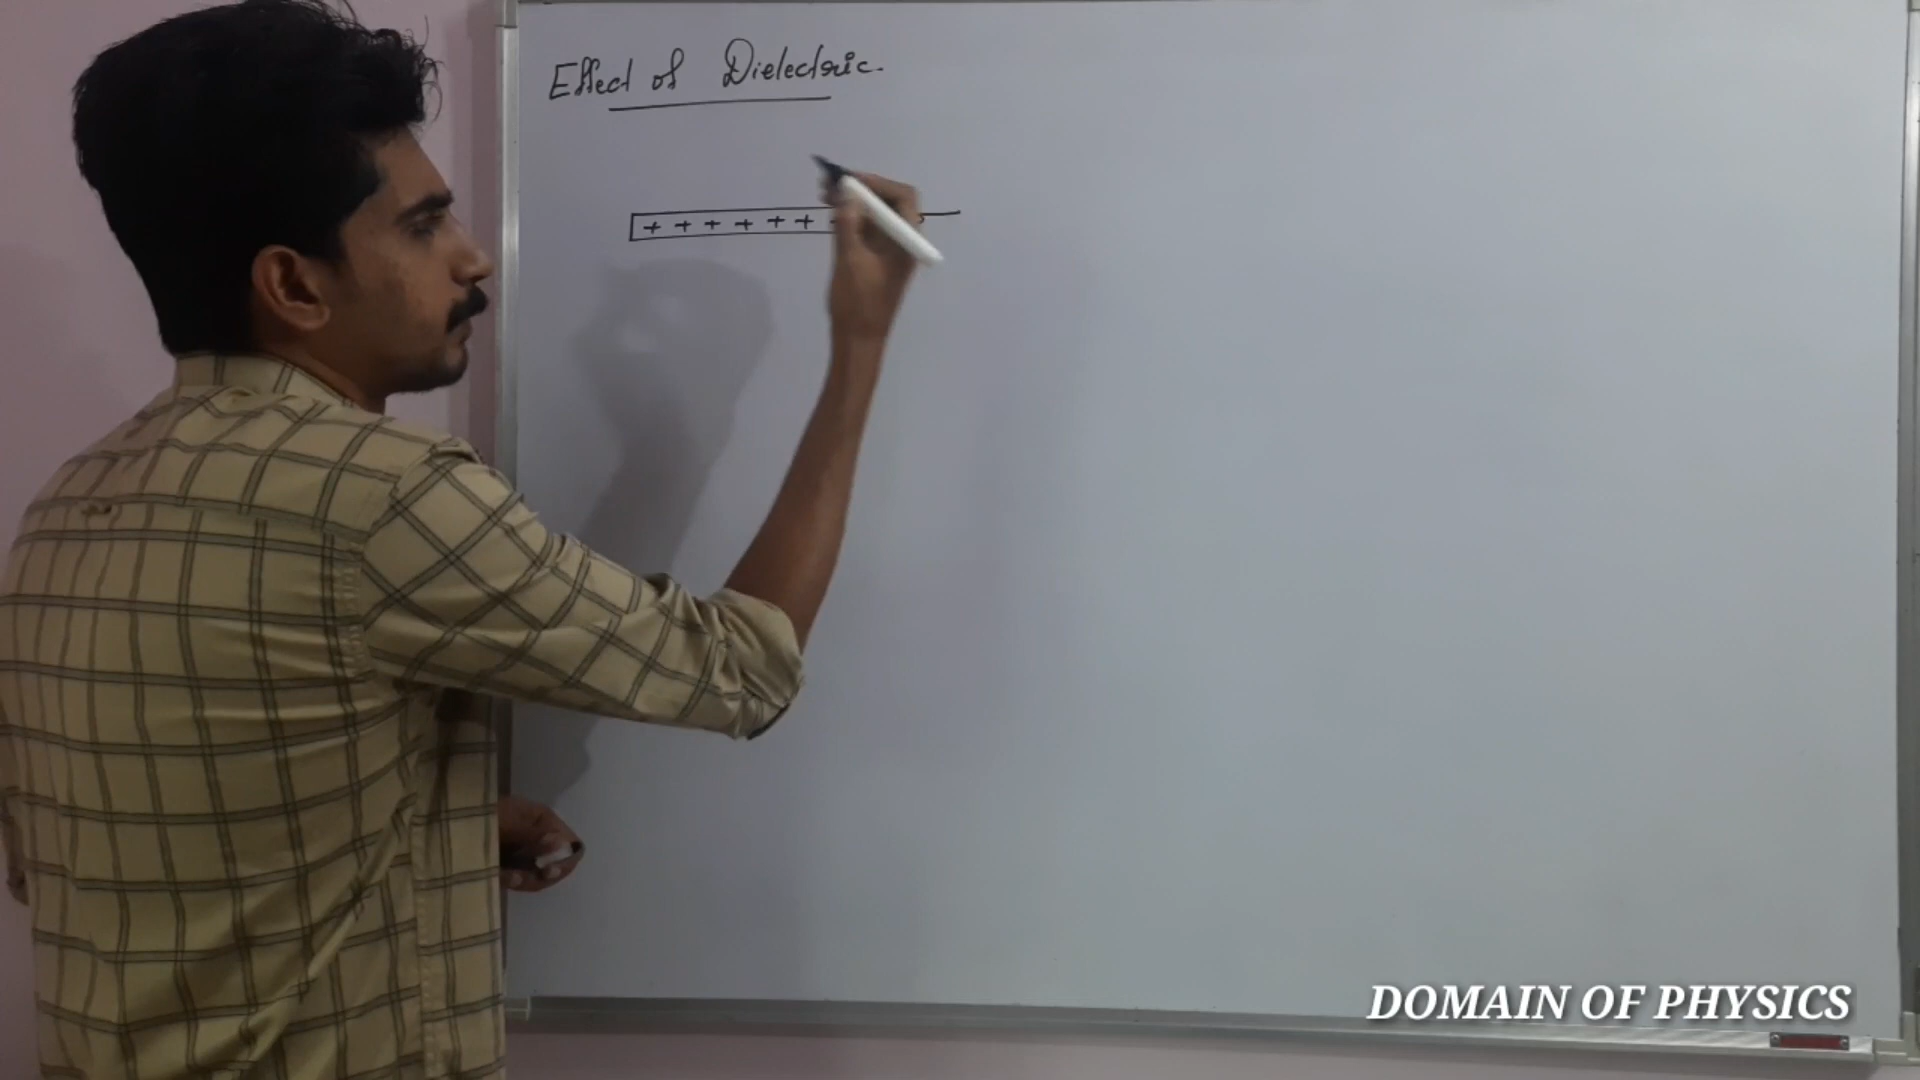 Effect of Dielectric.
+ + + + + +
DOMAIN OF PHYSICS